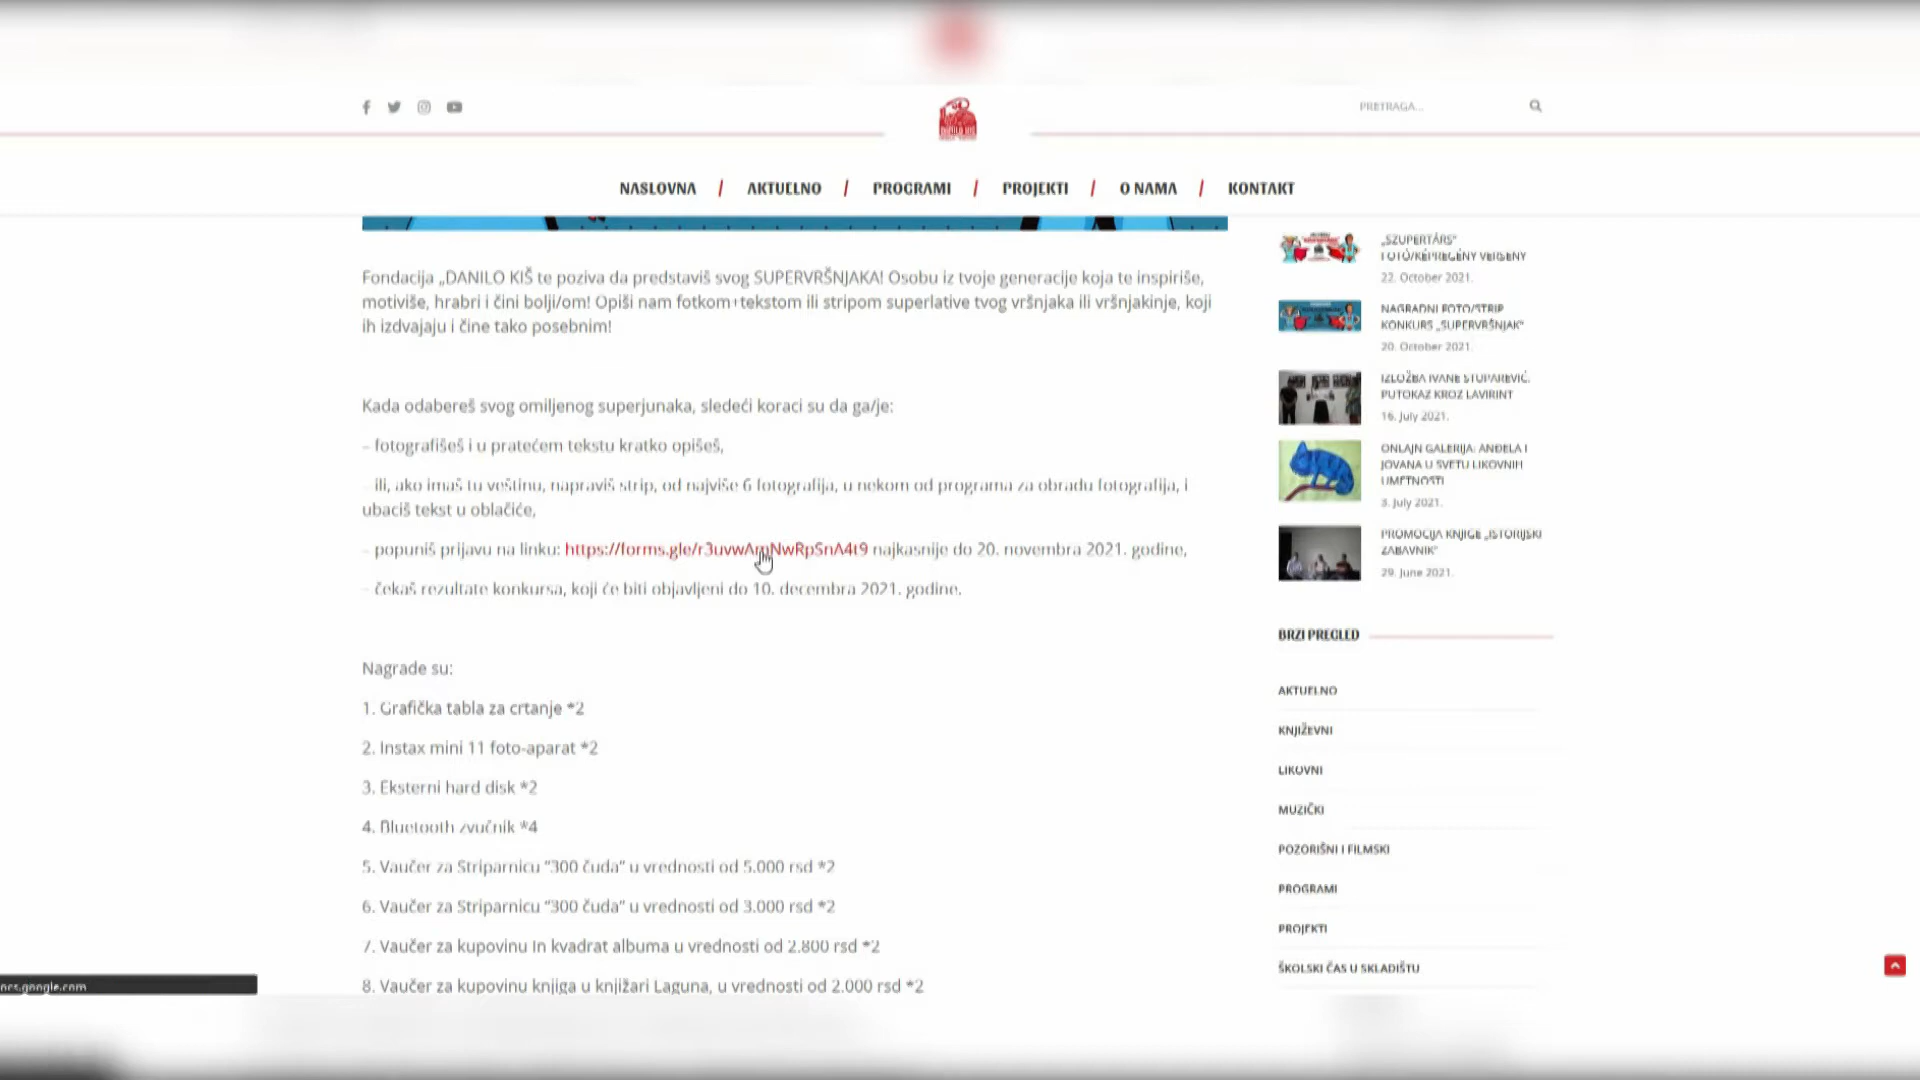 PRETRAGA...
DANILO KIŠ
NASLOVNA / AKTUELNO / PROGRAMI / PROJEKTI / O NAMA / KONTAKT
Fondacija „DANILO KIŠ te poziva da predstaviš svog SUPERVRŠNJAKA! Osobu iz tvoje generacije koja te inspiriše,
motiviše, hrabri i čini bolji/om! Opiši nam fotkom+tekstom ili stripom superlative tvog vršnjaka ili vršnjakinje, koji
ih izdvajaju i čine tako posebnim!
Kada odabereš svog omiljenog superjunaka, sledeći koraci su da ga/je:
– fotografišeš i u pratećem tekstu kratko opišeš,
– ili, ako imaš tu veštinu, napraviš strip, od najviše 6 fotografija, u nekom od programa za obradu fotografija, i
ubaciš tekst u oblačiće,
– popuniš prijavu na linku: https://forms.gle/r3uvwAmNwRpSnA4t9 najkasnije do 20. novembra 2021. godine,
– čekaš rezultate konkursa, koji će biti objavljeni do 10. decembra 2021. godine.
Nagrade su:
1. Grafička tabla za crtanje *2
2. Instax mini 11 foto-aparat *2
3. Eksterni hard disk *2
4. Bluetooth zvučnik *4
5. Vaučer za Striparnicu “300 čuda” u vrednosti od 5.000 rsd *2
6. Vaučer za Striparnicu “300 čuda” u vrednosti od 3.000 rsd *2
7. Vaučer za kupovinu In kvadrat albuma u vrednosti od 2.800 rsd *2
8. Vaučer za kupovinu knjiga u knjižari Laguna, u vrednosti od 2.000 rsd *2
„SZUPERTÁRS”
FOTÓ/KÉPREGÉNY VERSENY
22. October 2021.
NAGRADNI FOTO/STRIP
KONKURS „SUPERVRŠNJAK“
20. October 2021.
IZLOŽBA IVANE STUPAREVIĆ:
PUTOKAZ KROZ LAVIRINT
16. July 2021.
ONLAJN GALERIJA: ANĐELA I
JOVANA U SVETU LIKOVNIH
UMETNOSTI
3. July 2021.
PROMOCIJA KNJIGE „ISTORIJSKI
ZABAVNIK“
29. June 2021.
BRZI PREGLED
AKTUELNO
KNJIŽEVNI
LIKOVNI
MUZIČKI
POZORIŠNI I FILMSKI
PROGRAMI
PROJEKTI
ŠKOLSKI ČAS U SKLADIŠTU
ocs.google.com